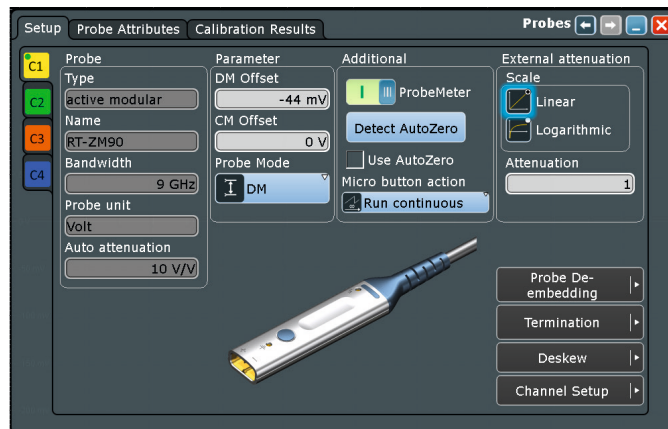 Setup Probe Attributes Calibration Results Probes
C1
C2
C3
C4
Probe
Type
active modular
Name
RT-ZM90
Bandwidth
9 GHz
Probe unit
Volt
Auto attenuation
10 V/V
Parameter
DM Offset
-44 mV
CM Offset
0 V
Probe Mode
DM
Additional
ProbeMeter
Detect AutoZero
Use AutoZero
Micro button action
Run continuous
External attenuation
Scale
Linear
Logarithmic
Attenuation
1
Probe De-
embedding
Termination
Deskew
Channel Setup